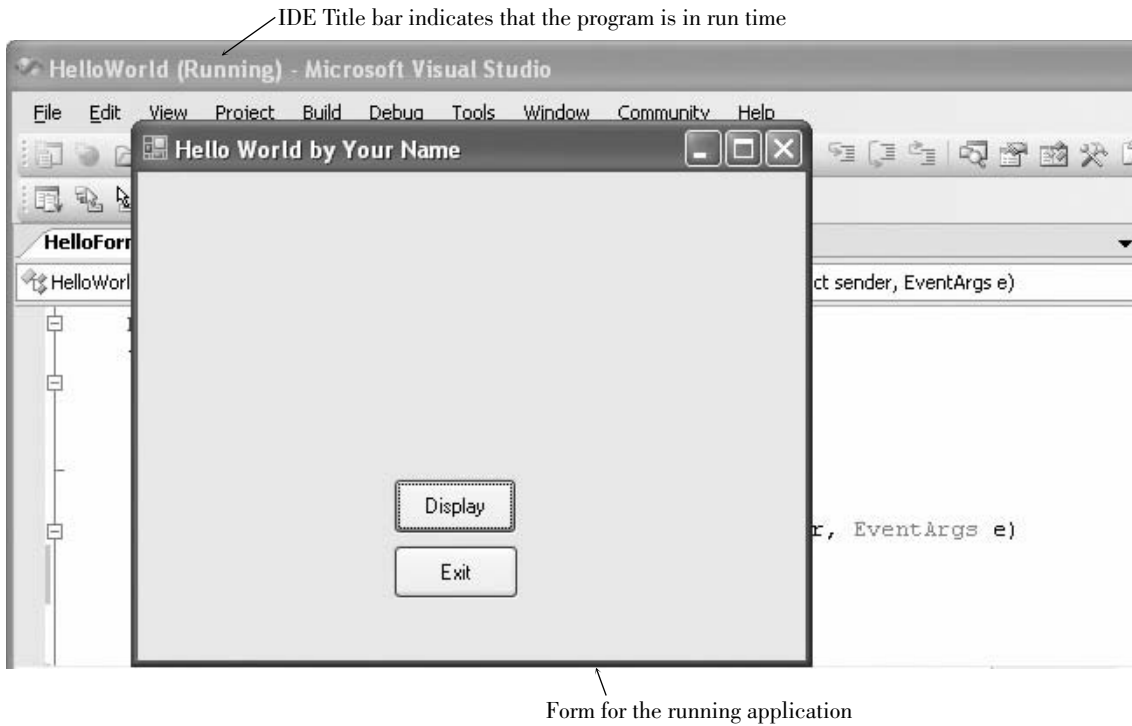 IDE Title bar indicates that the program is in run time
HelloWorld (Running) - Microsoft Visual Studio
File Edit View Project Build Debug Tools Window Community Help
Hello World by Your Name
HelloForr
HelloWorl
ct sender, EventArgs e)
Display
r, EventArgs e)
Exit
Form for the running application